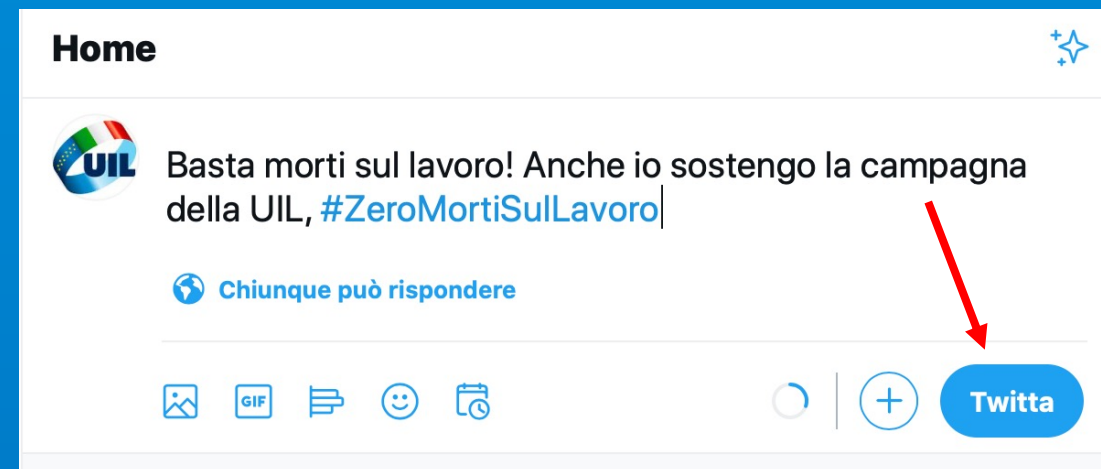 Home
UIL
Basta morti sul lavoro! Anche io sostengo la campagna
della UIL, #ZeroMortiSulLavoro
Chiunque può rispondere
GIF
Twitta